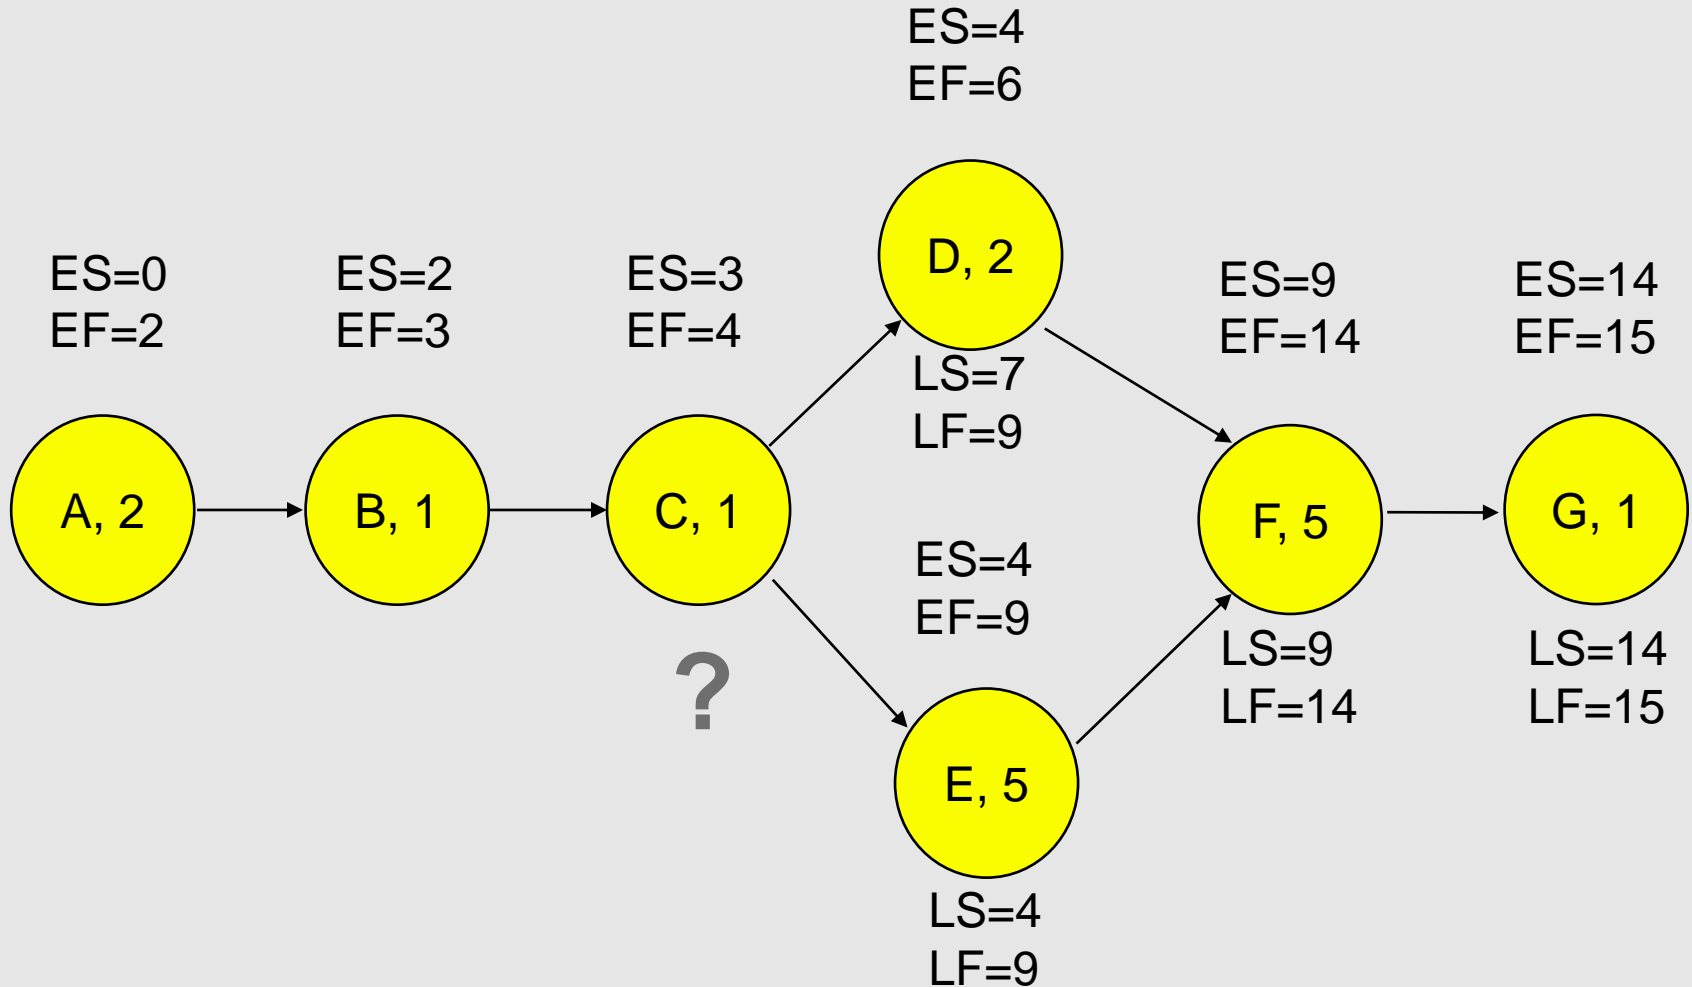 ES=4
EF=6
D, 2
LS=7
LF=9
ES=0
EF=2
ES=2
EF=3
ES=3
EF=4
ES=9
EF=14
ES=14
EF=15
A, 2
B, 1
C, 1
F, 5
G, 1
?
ES=4
EF=9
LS=9
LF=14
LS=14
LF=15
E, 5
LS=4
LF=9